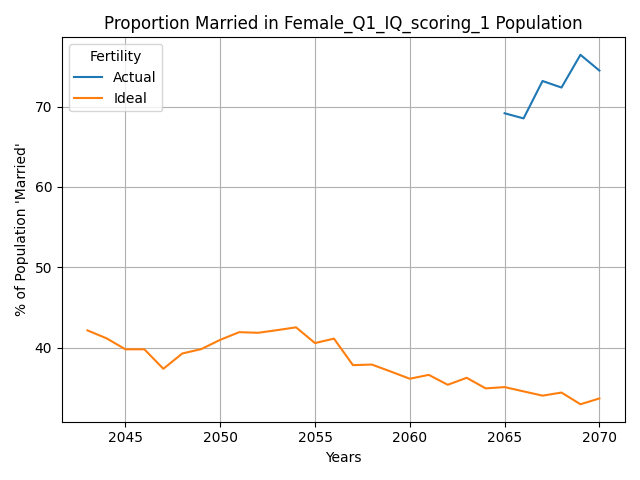 Proportion Married in Female_Q1_IQ_scoring_1 Population
Fertility
Actual
Ideal
% of Population 'Married'
70
60
50
40
2045
2050
2055
2060
2065
2070
Years